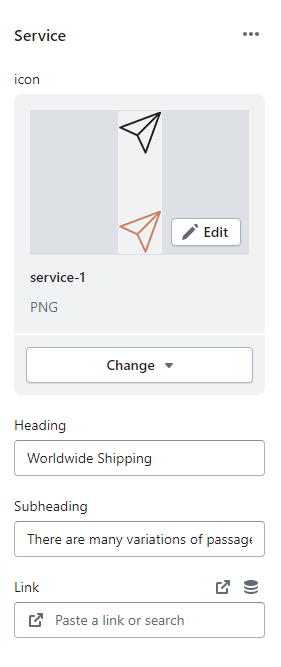 Service
icon
Edit
service-1
PNG
Change
Heading
Worldwide Shipping
Subheading
There are many variations of passage
Link
Paste a link or search